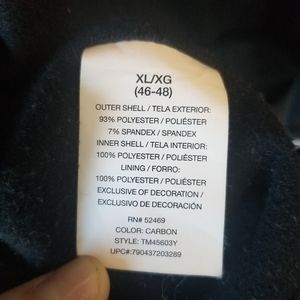 XL/XG
(46-48)
OUTER SHELL / TELA EXTERIOR:
93% POLYESTER / POLIÉSTER
7% SPANDEX / SPANDEX
INNER SHELL / TELA INTERIOR:
100% POLYESTER / POLIÉSTER
LINING / FORRO:
100% POLYESTER / POLIÉSTER
EXCLUSIVE OF DECORATION /
EXCLUSIVO DE DECORACIÓN
RN# 52469
COLOR: CARBON
STYLE: TM45603Y
UPC#:790437203289